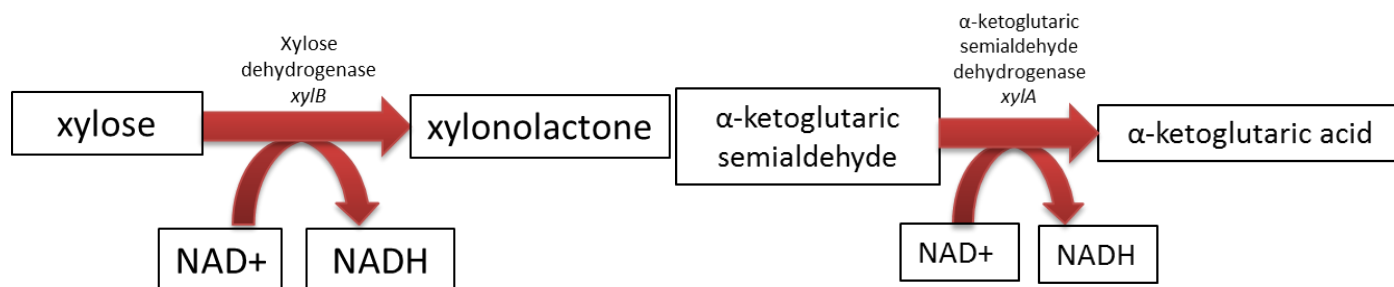 Xylose
dehydrogenase
xylB
xylose
xylonolactone
NAD+
NADH
α-ketoglutaric
semialdehyde
dehydrogenase
xylA
α-ketoglutaric
semialdehyde
α-ketoglutaric acid
NAD+
NADH